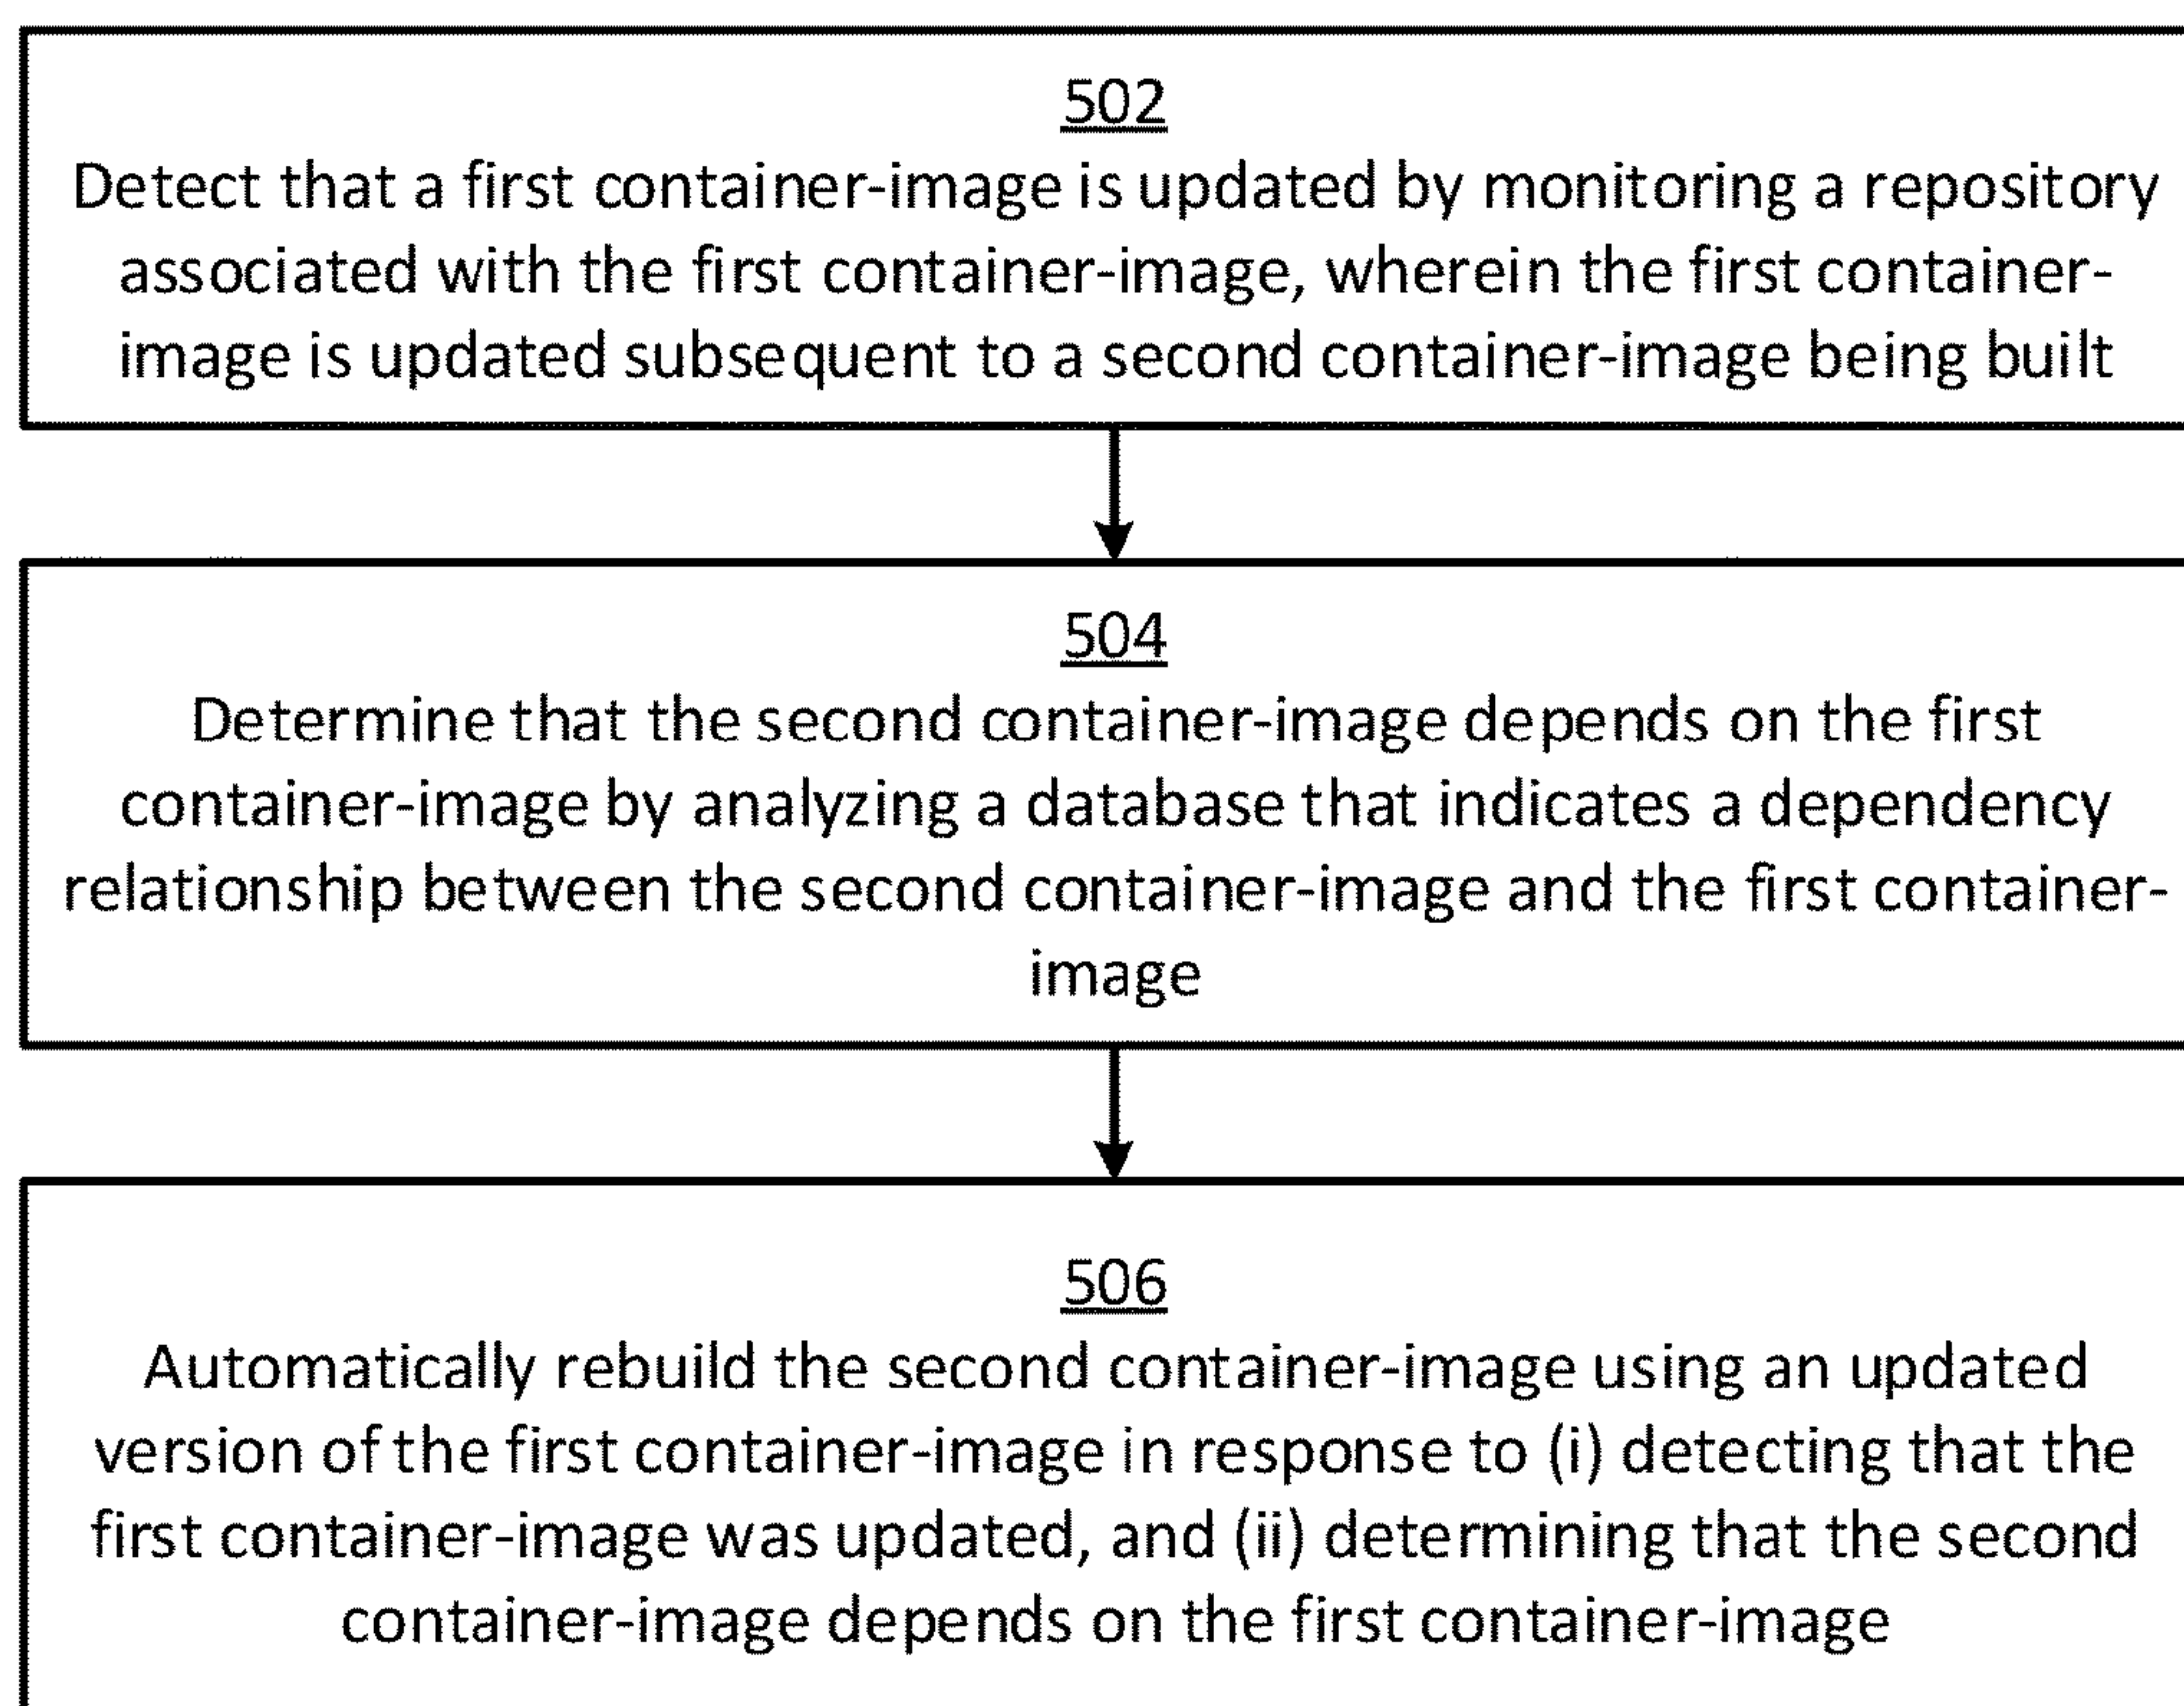 502
Detect that a first container-image is updated by monitoring a repository
associated with the first container-image, wherein the first container-
image is updated subsequent to a second container-image being built
504
Determine that the second container-image depends on the first
container-image by analyzing a database that indicates a dependency
relationship between the second container-image and the first container-
image
506
Automatically rebuild the second container-image using an updated
version of the first container-image in response to (i) detecting that the
first container-image was updated, and (ii) determining that the second
container-image depends on the first container-image